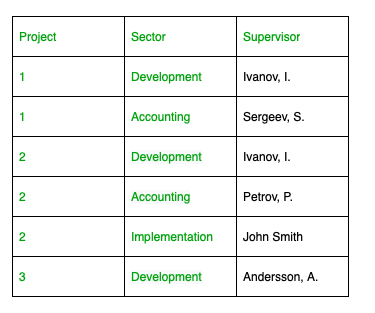 Project Sector Supervisor
1 Development Ivanov, I.
1 Accounting Sergeev, S.
2 Development Ivanov, I.
2 Accounting Petrov, P.
2 Implementation John Smith
3 Development Andersson, A.